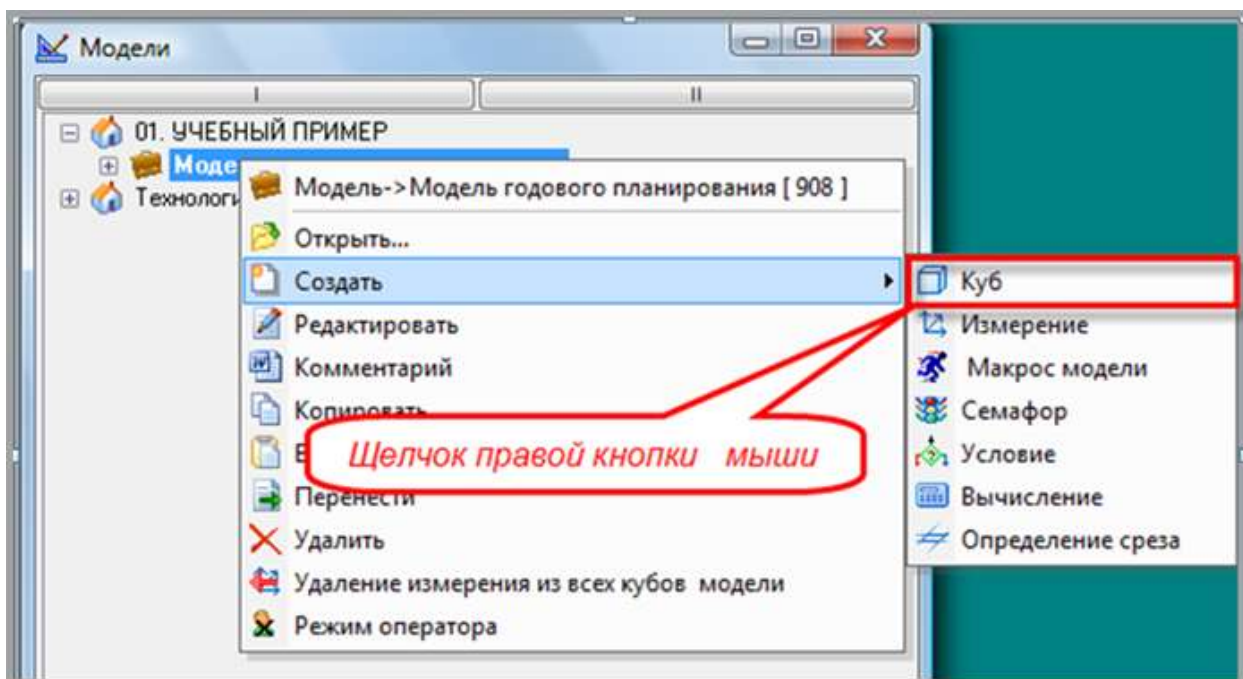 Модели
I
II
01. УЧЕБНЫЙ ПРИМЕР
Моде
Технологи
Модель->Модель годового планирования [ 908 ]
Открыть...
Создать
Редактировать
Комментарий
Копировать
Перенести
Удалить
Удаление измерения из всех кубов модели
Режим оператора
Куб
Измерение
Макрос модели
Семафор
Условие
Вычисление
Определение среза
Щелчок правой кнопки мыши